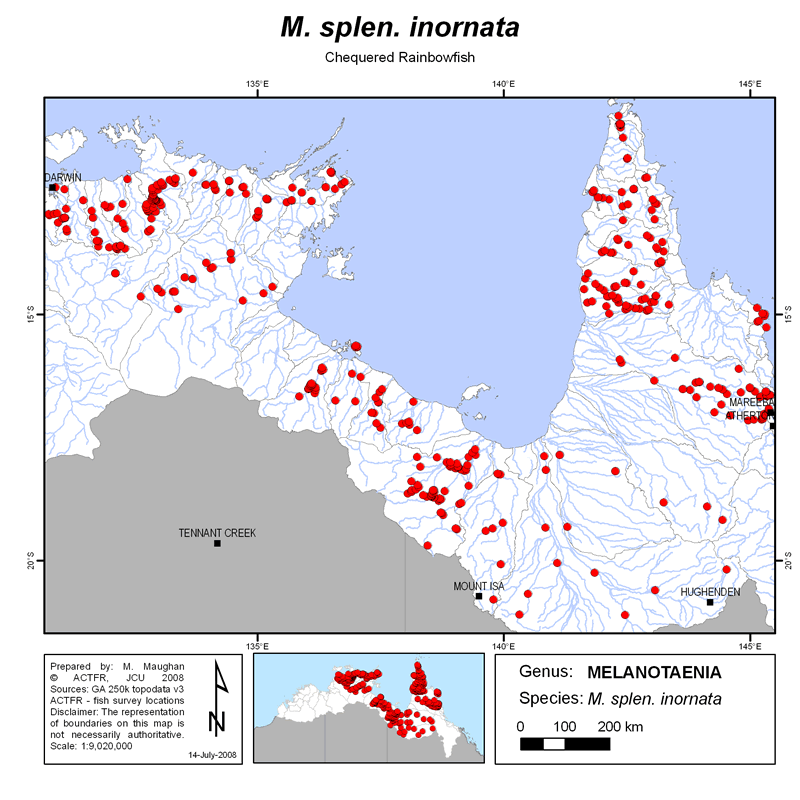 M. splen. inornata
Chequered Rainbowfish
135°E
140°E
145°E
DARWIN
15°S
15°S
MAREEBA
ATHERTON
TENNANT CREEK
20°S
20°S
MOUNT ISA
HUGHENDEN
135°E
140°E
145°E
Prepared by: M. Maughan
© ACTFR, JCU 2008
Sources: GA 250k topodata v3
ACTFR - fish survey locations
Disclaimer: The representation
of boundaries on this map is
not necessarily authoritative.
Scale: 1:9,020,000
14-July-2008
N
Genus: MELANOTAENIA
Species: M. splen. inornata
0 100 200 km